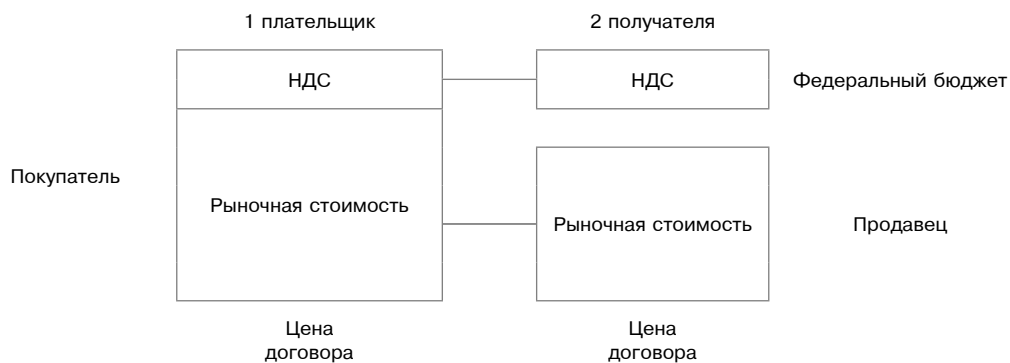 1 плательщик
2 получателя
НДС
НДС
Федеральный бюджет
Покупатель
Рыночная стоимость
Рыночная стоимость
Продавец
Цена
договора
Цена
договора